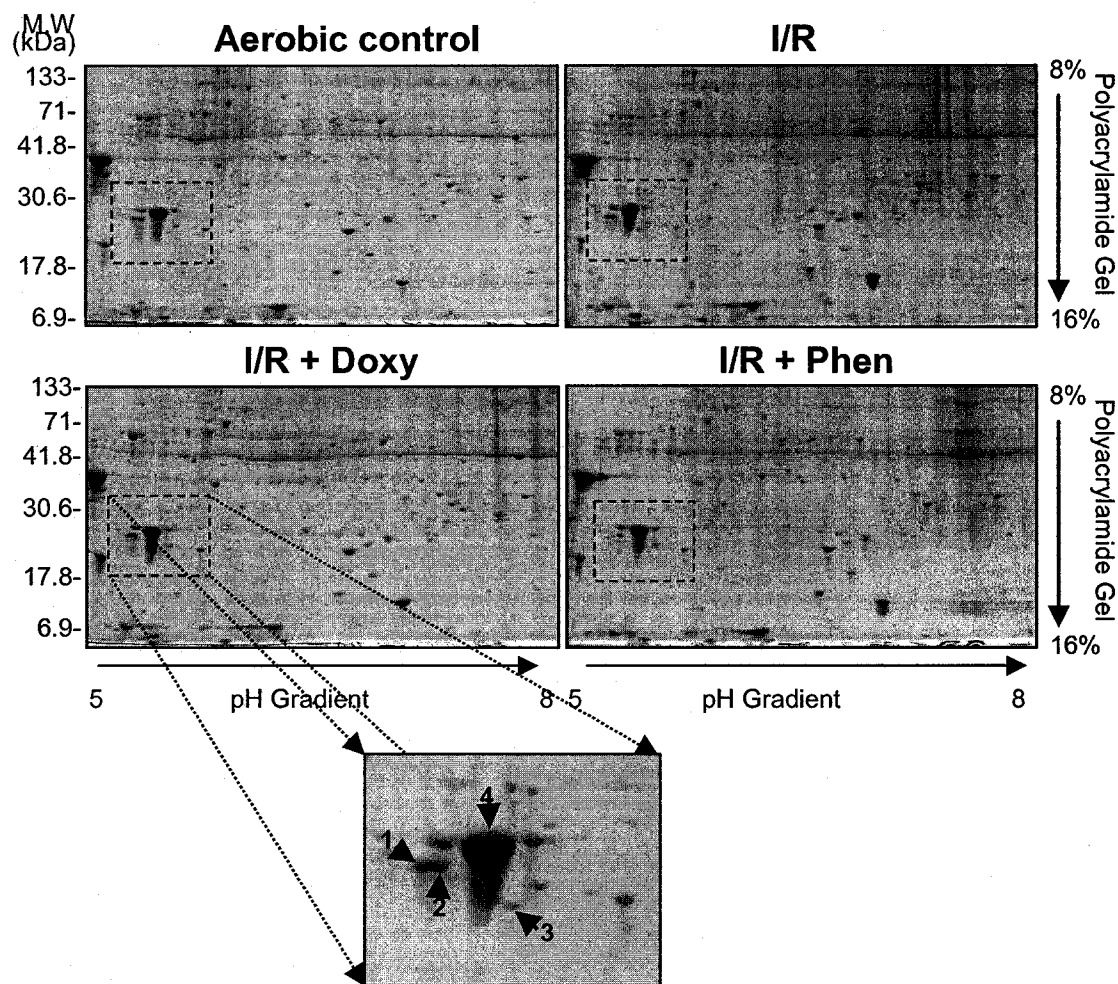 M.W
(kDa)
Aerobic control
I/R
133-
71-
41.8-
30.6-
17.8-
6.9-
8%
Polyacrylamide Gel
16%
I/R + Doxy
I/R + Phen
133-
71-
41.8-
30.6-
17.8-
6.9-
8%
Polyacrylamide Gel
16%
5 pH Gradient 8
5 pH Gradient 8
4
1
2
3